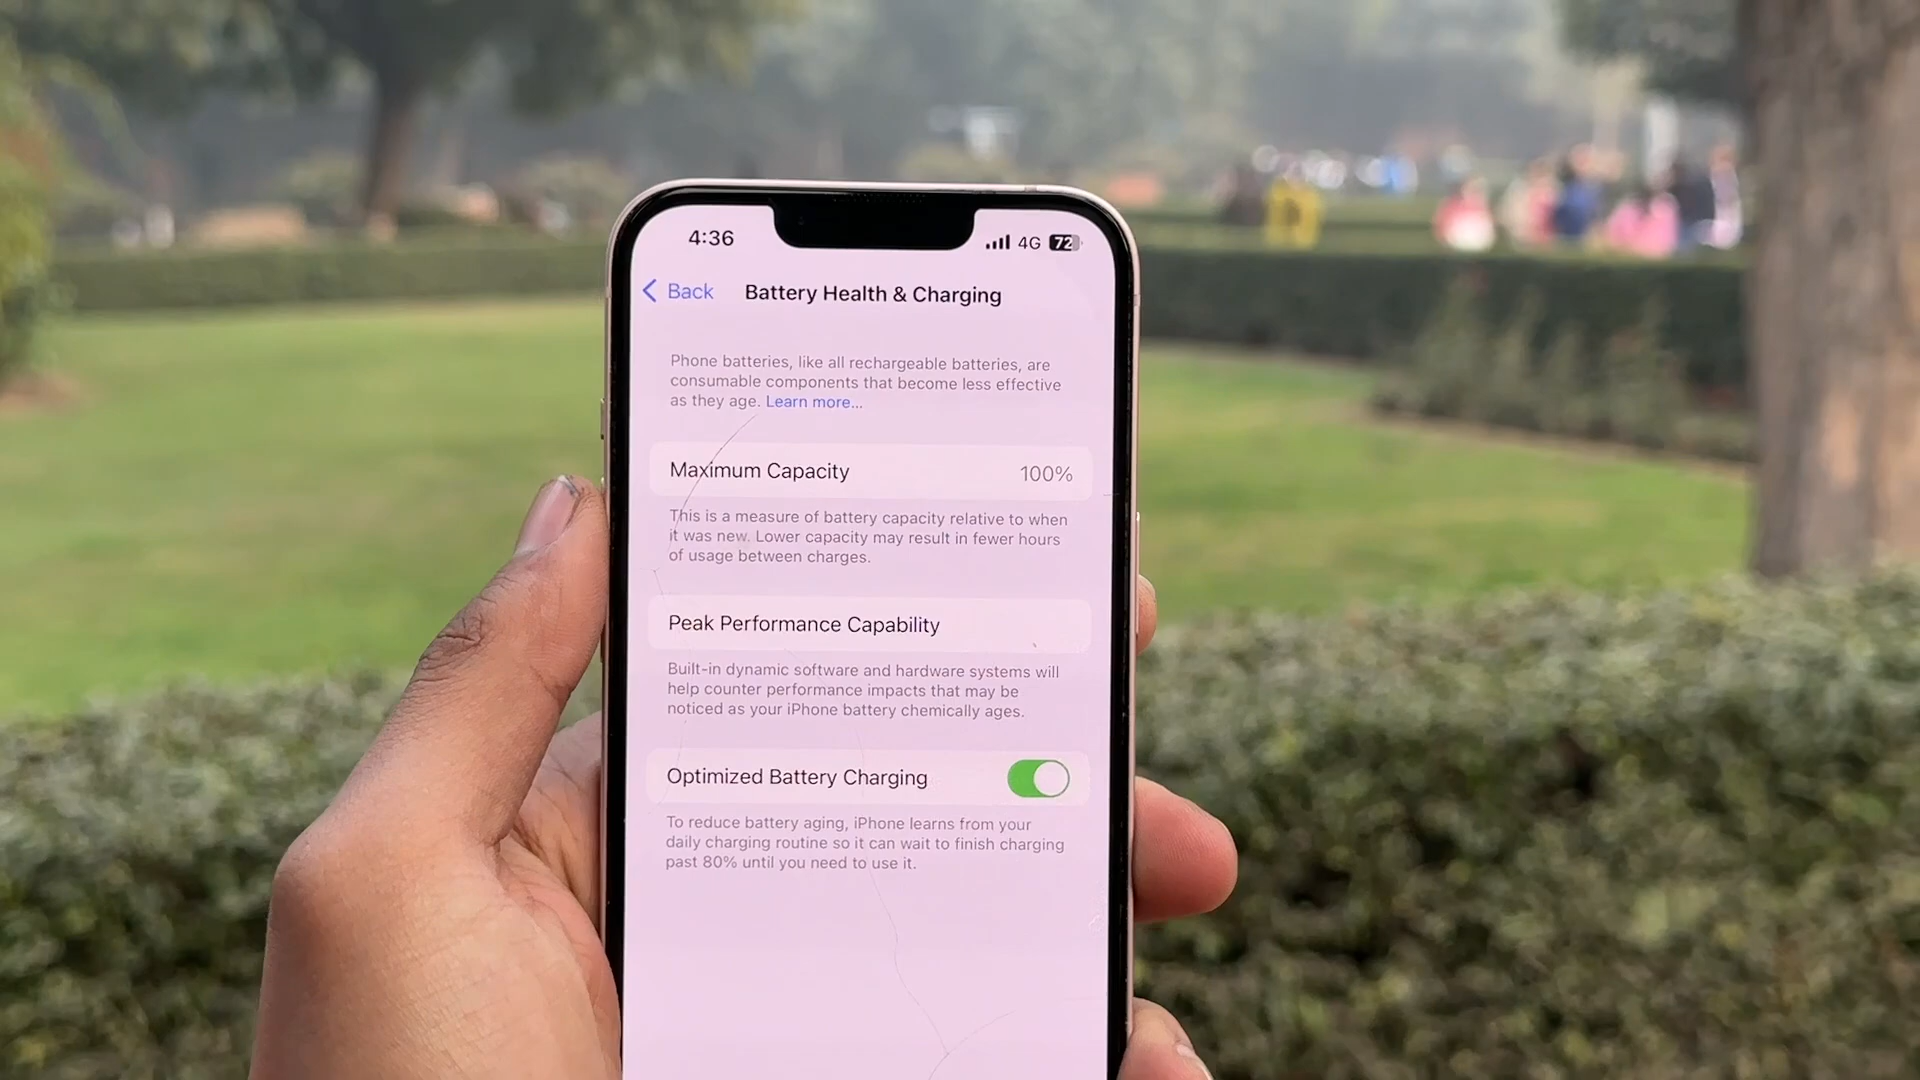 4:36 4G 72
Back Battery Health & Charging
Phone batteries, like all rechargeable batteries, are
consumable components that become less effective
as they age. Learn more...
Maximum Capacity 100%
This is a measure of battery capacity relative to when
it was new. Lower capacity may result in fewer hours
of usage between charges.
Peak Performance Capability
Built-in dynamic software and hardware systems will
help counter performance impacts that may be
noticed as your iPhone battery chemically ages.
Optimized Battery Charging
To reduce battery aging, iPhone learns from your
daily charging routine so it can wait to finish charging
past 80% until you need to use it.